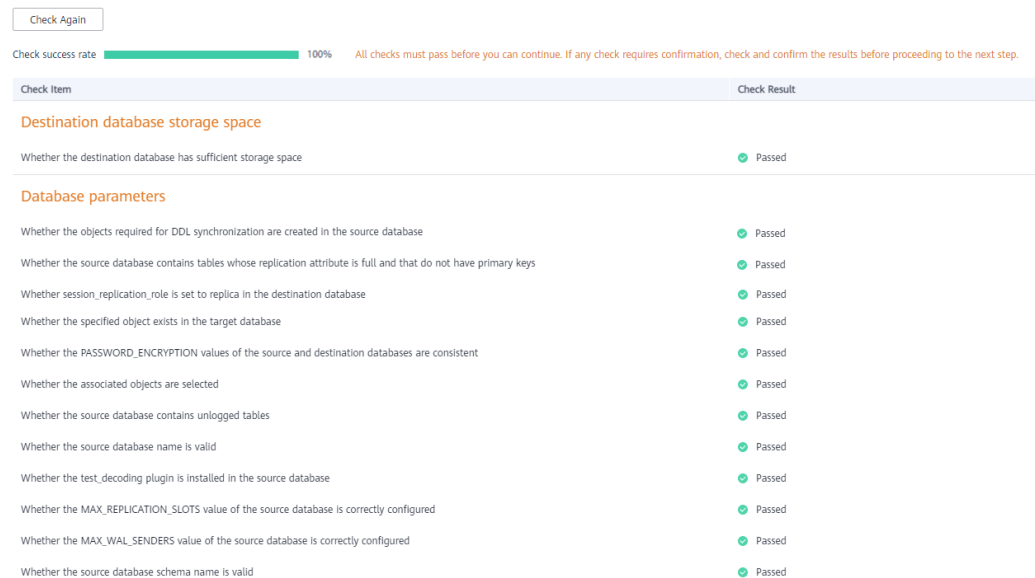 Check Again
Check success rate 100% All checks must pass before you can continue. If any check requires confirmation, check and confirm the results before proceeding to the next step.
Check Item Check Result
Destination database storage space
Whether the destination database has sufficient storage space Passed
Database parameters
Whether the objects required for DDL synchronization are created in the source database Passed
Whether the source database contains tables whose replication attribute is full and that do not have primary keys Passed
Whether session_replication_role is set to replica in the destination database Passed
Whether the specified object exists in the target database Passed
Whether the PASSWORD_ENCRYPTION values of the source and destination databases are consistent Passed
Whether the associated objects are selected Passed
Whether the source database contains unlogged tables Passed
Whether the source database name is valid Passed
Whether the test_decoding plugin is installed in the source database Passed
Whether the MAX_REPLICATION_SLOTS value of the source database is correctly configured Passed
Whether the MAX_WAL_SENDERS value of the source database is correctly configured Passed
Whether the source database schema name is valid Passed